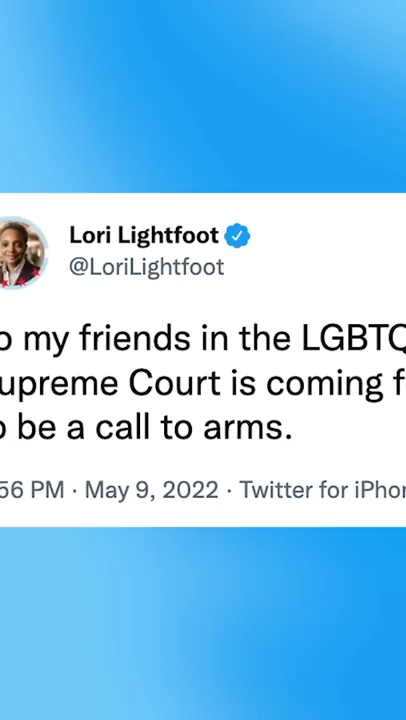 Lori Lightfoot
@LoriLightfoot
o my friends in the LGBTQ
upreme Court is coming f
o be a call to arms.
56 PM · May 9, 2022 · Twitter for iPhon